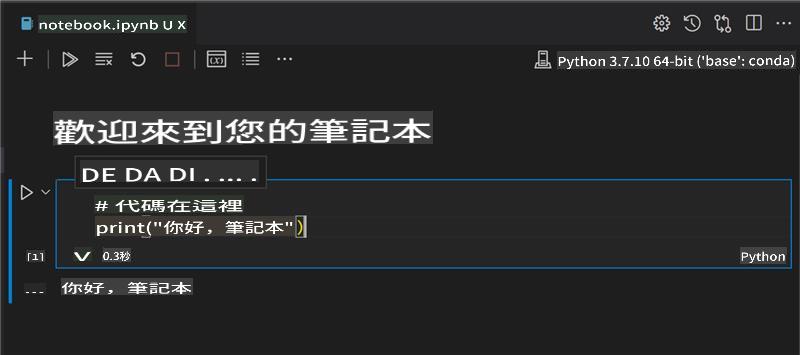 notebook.ipynb U X
Python 3.7.10 64-bit ('base': conda)
歡迎來到您的筆記本
DE DA DI . ... .
# 代碼在這裡
print("你好，筆記本")
[1] V 0.3秒 Python
... 你好，筆記本